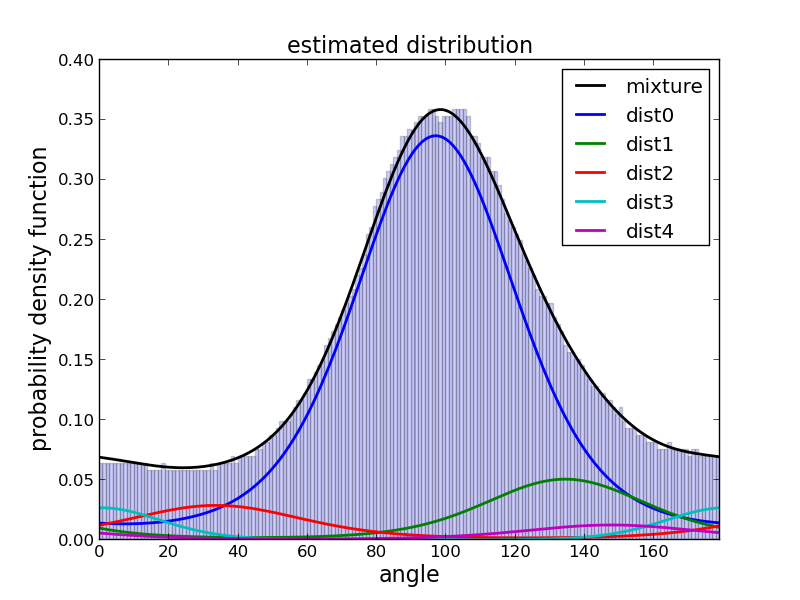 estimated distribution
mixture
dist0
dist1
dist2
dist3
dist4
probability density function
0.40
0.35
0.30
0.25
0.20
0.15
0.10
0.05
0.00
0 20 40 60 80 100 120 140 160
angle